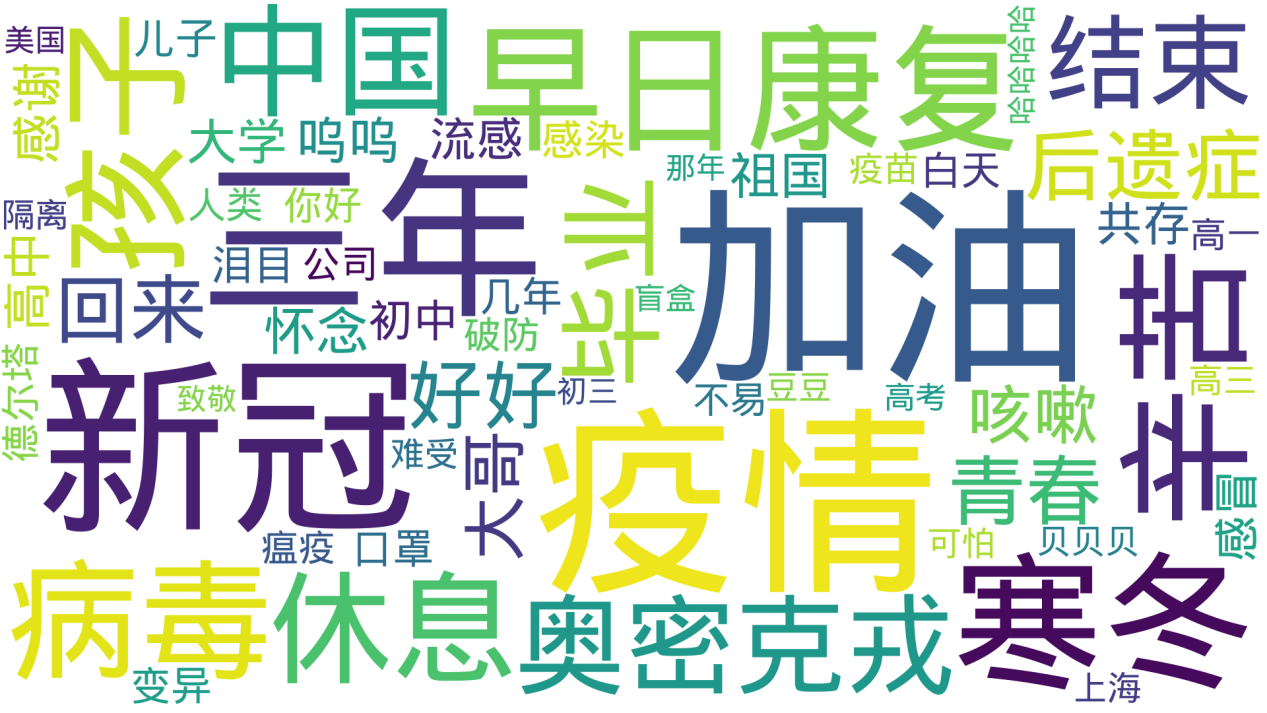 美国
儿子
中国
早日康复
哈哈哈哈
结束
感谢
孩子
大学
呜呜
流感
感染
后遗症
三年
毕业
那年
祖国
疫苗
白天
加油
隔离
人类
你好
共存
高一
高中
泪目
公司
回来
几年
盲盒
辛苦
怀念
初中
破防
德尔塔
新冠
致敬
好好
初三
不易
豆豆
高考
高三
咳嗽
难受
大哥
疫情
青春
感冒
瘟疫
口罩
可怕
贝贝贝
病毒
休息
奥密克戎
寒冬
变异
上海